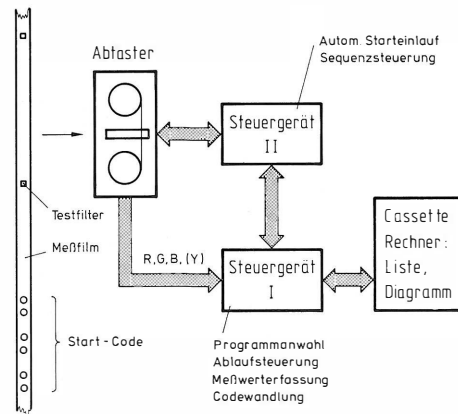 Abtaster
Autom. Starteinlauf
Sequenzsteuerung
Steuergerät
II
Testfilter
Meßfilm
R,G,B,(Y)
Steuergerät
I
Cassette
Rechner:
Liste,
Diagramm
Start-Code
Programmanwahl
Ablaufsteuerung
Meßwerterfassung
Codewandlung